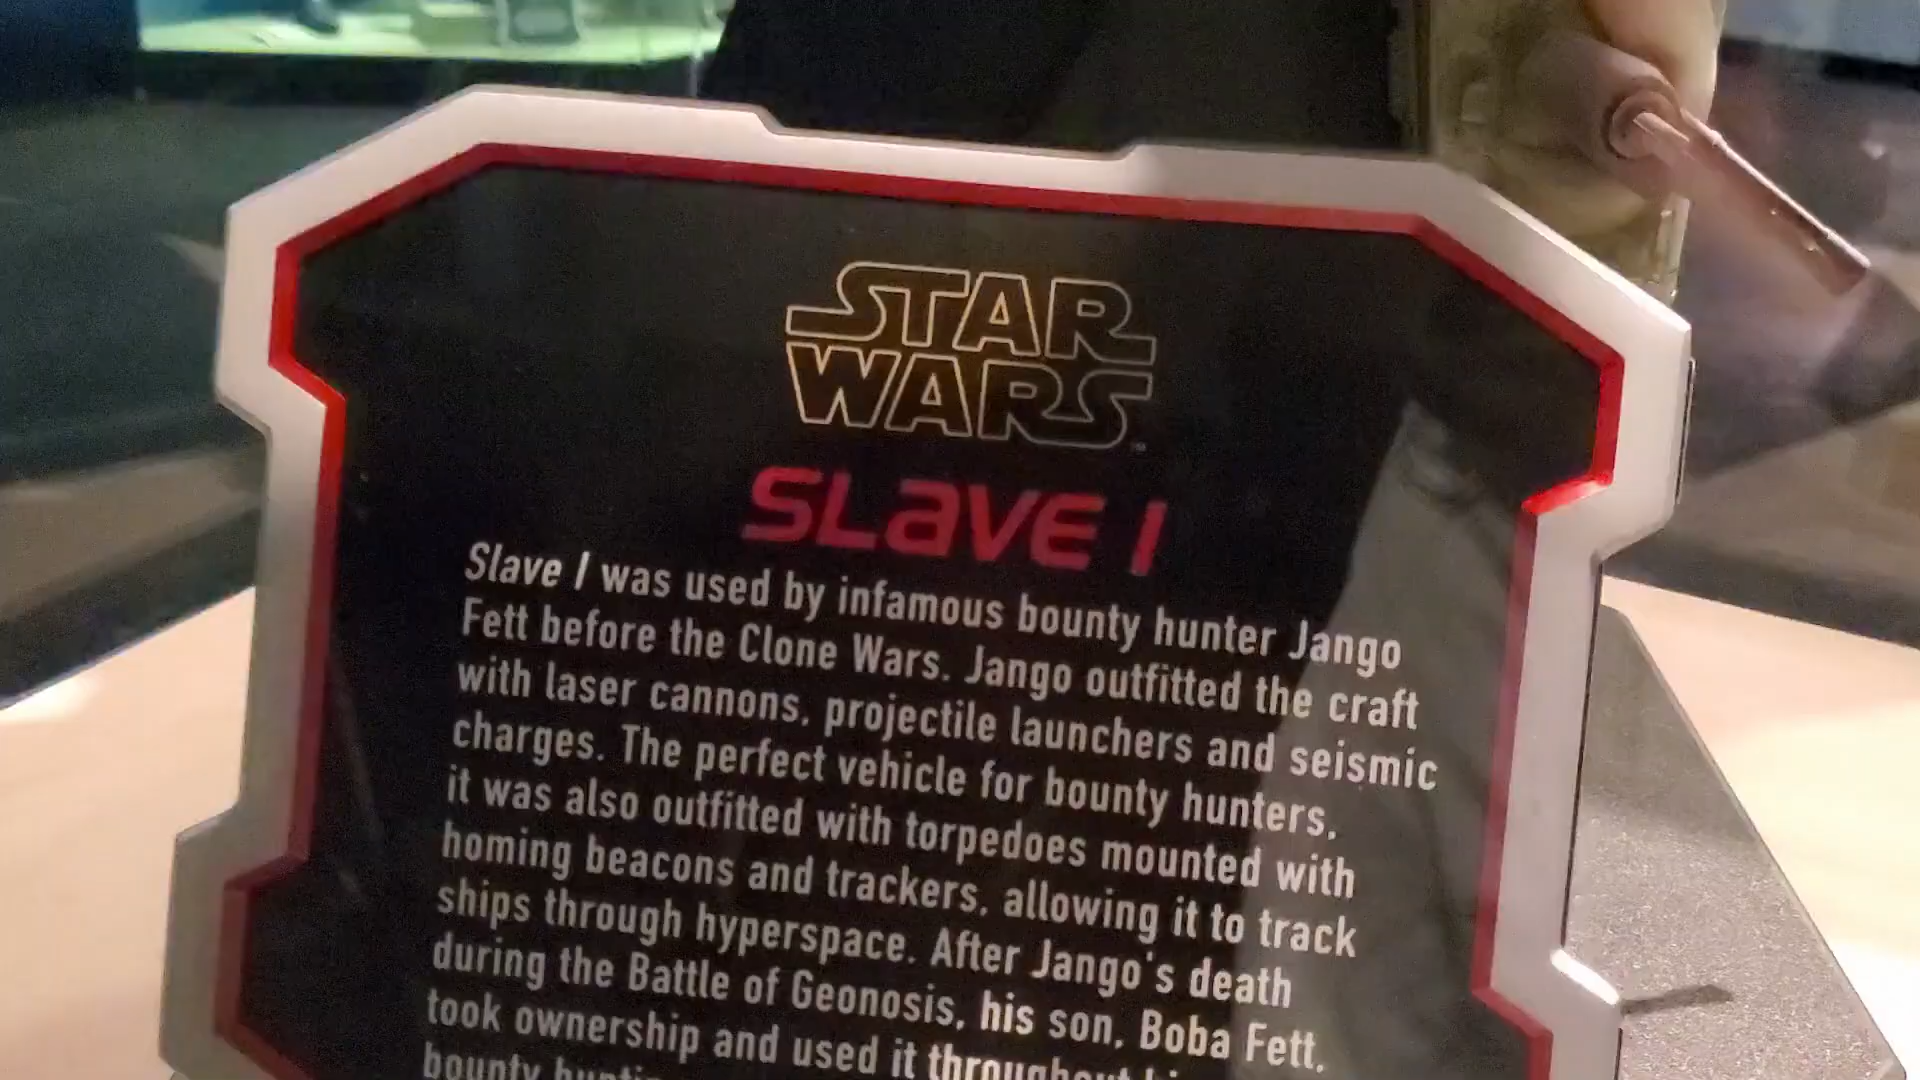 STAR
WARS
SLAVE I
Slave I was used by infamous bounty hunter Jango
Fett before the Clone Wars. Jango outfitted the craft
with laser cannons, projectile launchers and seismic
charges. The perfect vehicle for bounty hunters,
it was also outfitted with torpedoes mounted with
homing beacons and trackers, allowing it to track
ships through hyperspace. After Jango's death
during the Battle of Geonosis, his son, Boba Fett,
took ownership and used it throughout
bounty